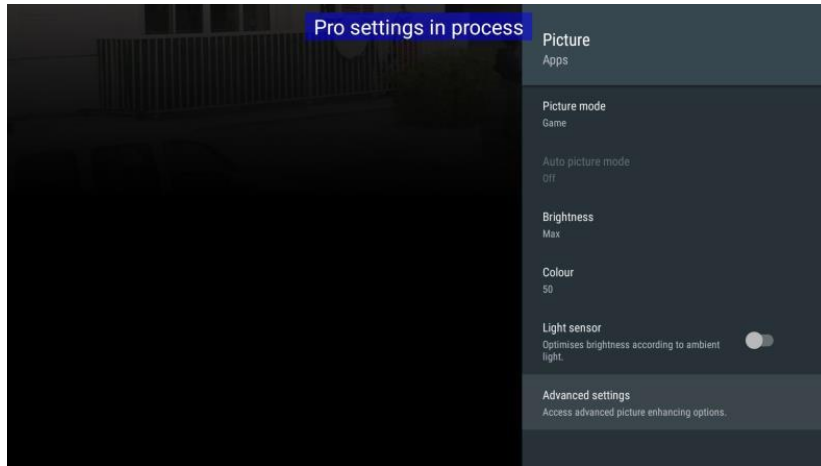 Pro settings in process
Picture
Apps
Picture mode
Game
Auto picture mode
Off
Brightness
Max
Colour
50
Light sensor
Optimises brightness according to ambient
light.
Advanced settings
Access advanced picture enhancing options.